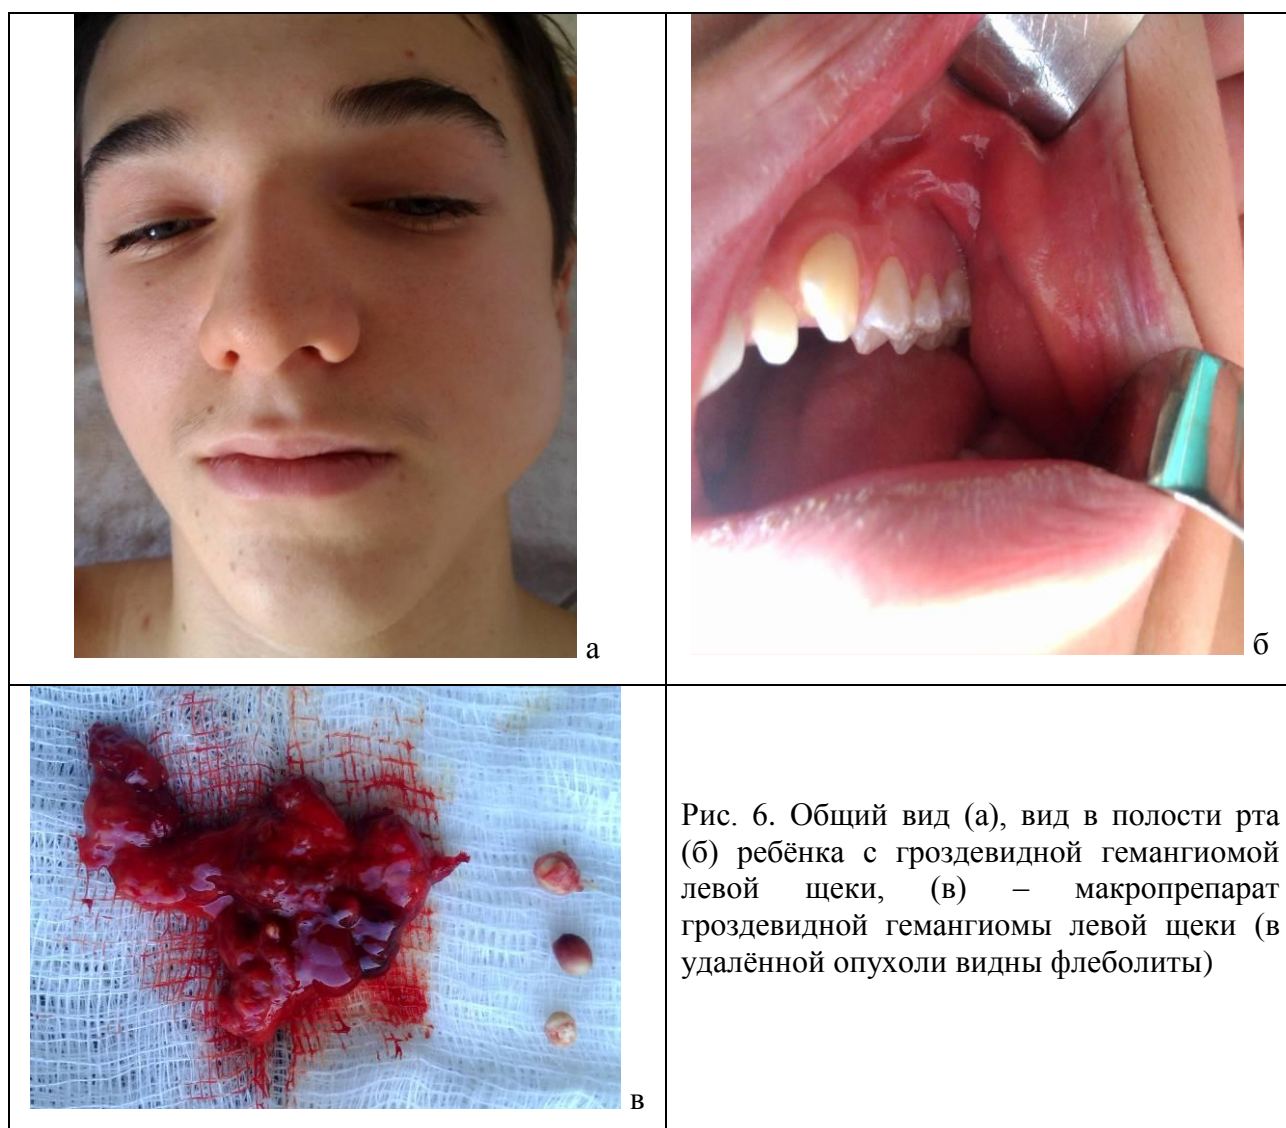 а
б
в
Рис. 6. Общий вид (а), вид в полости рта
(б) ребёнка с гроздевидной гемангиомой
левой щеки, (в) – макропрепарат
гроздевидной гемангиомы левой щеки (в
удалённой опухоли видны флеболиты)